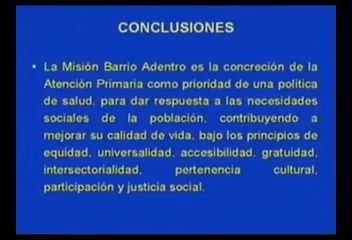 CONCLUSIONES
• La Misión Barrio Adentro es la concreción de la
Atención Primaria como prioridad de una política
de salud, para dar respuesta a las necesidades
sociales de la población, contribuyendo a
mejorar su calidad de vida, bajo los principios de
equidad, universalidad, accesibilidad, gratuidad,
intersectorialidad, pertenencia cultural,
participación y justicia social.